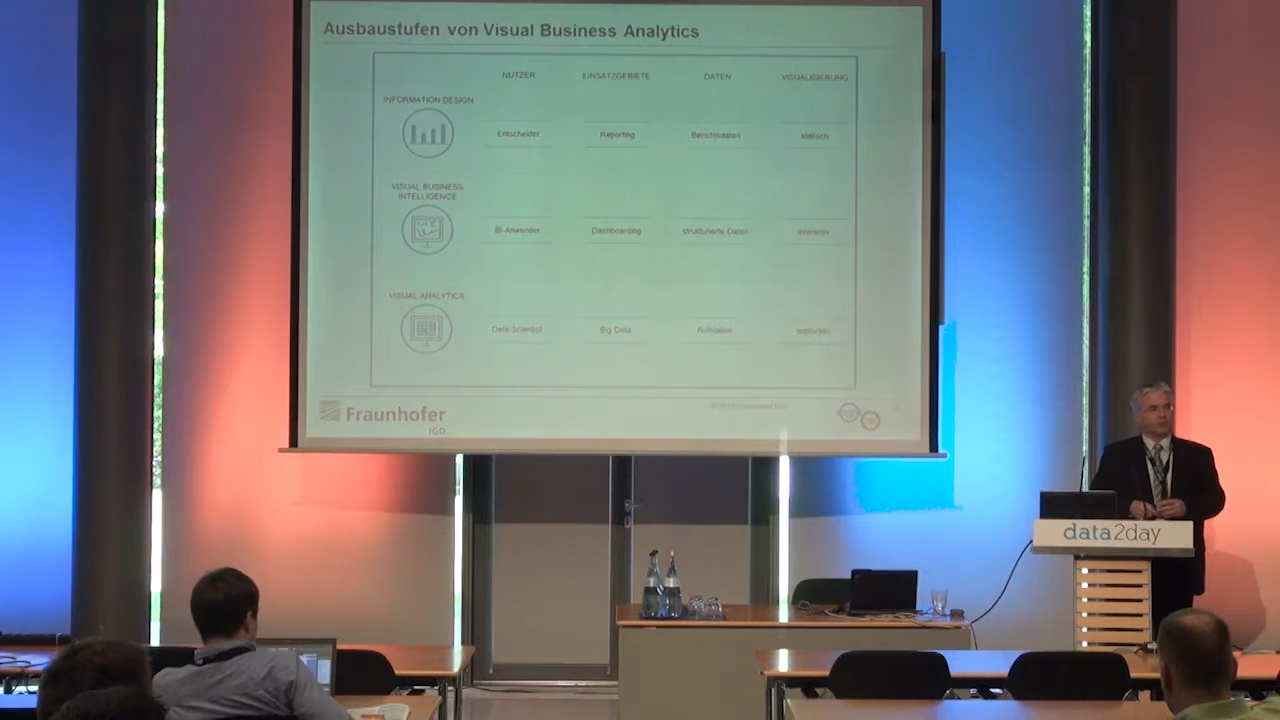 Ausbaustufen von Visual Business Analytics
NUTZER EINSATZGEBIETE DATEN VISUALISIERUNG
INFORMATION DESIGN
Entscheider Reporting Berichtsdaten statisch
VISUAL BUSINESS
INTELLIGENCE
BI-Anwender Dashboarding strukturierte Daten interaktiv
VISUAL ANALYTICS
Data Scientist Big Data Rohdaten explorativ
Fraunhofer
IGD
data2day